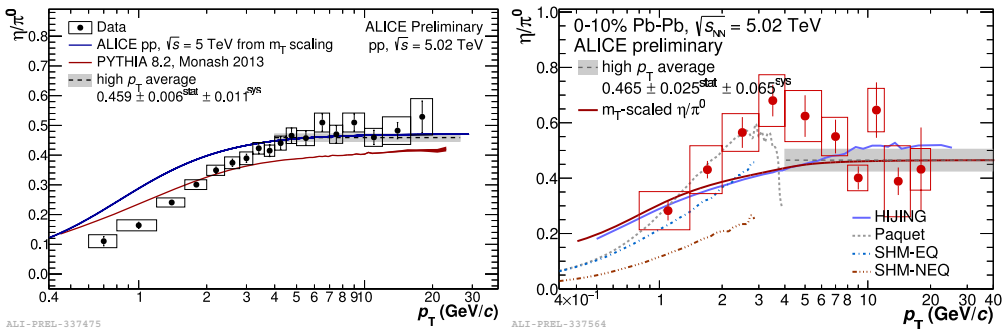 η/π⁰
0.8
0.7
0.6
0.5
0.4
0.3
0.2
0.1
0.0
Data
ALICE pp, √s = 5 TeV from m_T scaling
PYTHIA 8.2, Monash 2013
high p_T average
0.459 ± 0.006^stat ± 0.011^sys
ALICE Preliminary
pp, √s = 5.02 TeV
0.4 1 2 3 4 5 6 7 8 9 10 20 30
p_T (GeV/c)
ALI-PREL-337475
η/π⁰
1.0
0.8
0.6
0.4
0.2
0.0
0-10% Pb-Pb, √s_NN = 5.02 TeV
ALICE preliminary
high p_T average
0.465 ± 0.025^stat ± 0.065^sys
m_T-scaled η/π⁰
HIJING
Paquet
SHM-EQ
SHM-NEQ
4×10⁻¹ 1 2 3 4 5 6 7 8 10 20 30 40
p_T (GeV/c)
ALI-PREL-337564